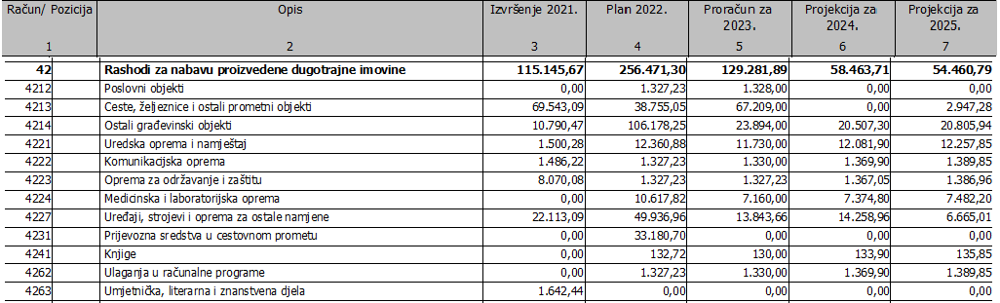 Račun/ Pozicija Opis Izvršenje 2021. Plan 2022. Proračun za 2023. Projekcija za 2024. Projekcija za 2025.
1 2 3 4 5 6 7
42 Rashodi za nabavu proizvedene dugotrajne imovine 115.145,67 256.471,30 129.281,89 58.463,71 54.460,79
4212 Poslovni objekti 0,00 1.327,23 1.328,00 0,00 0,00
4213 Ceste, željeznice i ostali prometni objekti 69.543,09 38.755,05 67.209,00 0,00 2.947,28
4214 Ostali građevinski objekti 10.790,47 106.178,25 23.894,00 20.507,30 20.805,94
4221 Uredska oprema i namještaj 1.500,28 12.360,88 11.730,00 12.081,90 12.257,85
4222 Komunikacijska oprema 1.486,22 1.327,23 1.330,00 1.369,90 1.389,85
4223 Oprema za održavanje i zaštitu 8.070,08 1.327,23 1.327,23 1.367,05 1.386,96
4224 Medicinska i laboratorijska oprema 0,00 10.617,82 7.160,00 7.374,80 7.482,20
4227 Uređaji, strojevi i oprema za ostale namjene 22.113,09 49.936,96 13.843,66 14.258,96 6.665,01
4231 Prijevozna sredstva u cestovnom prometu 0,00 33.180,70 0,00 0,00 0,00
4241 Knjige 0,00 132,72 130,00 133,90 135,85
4262 Ulaganja u računalne programe 0,00 1.327,23 1.330,00 1.369,90 1.389,85
4263 Umjetnička, literarna i znanstvena djela 1.642,44 0,00 0,00 0,00 0,00